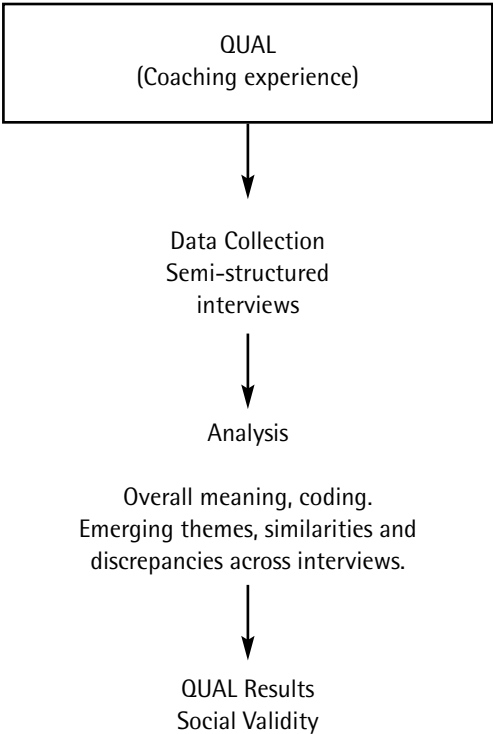 QUAL
(Coaching experience)
Data Collection
Semi-structured
interviews
Analysis
Overall meaning, coding.
Emerging themes, similarities and
discrepancies across interviews.
QUAL Results
Social Validity